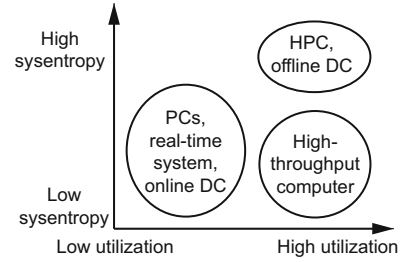 High
sysentropy
HPC,
offline DC
PCs,
real-time
system,
online DC
High-
throughput
computer
Low
sysentropy
Low utilization
High utilization